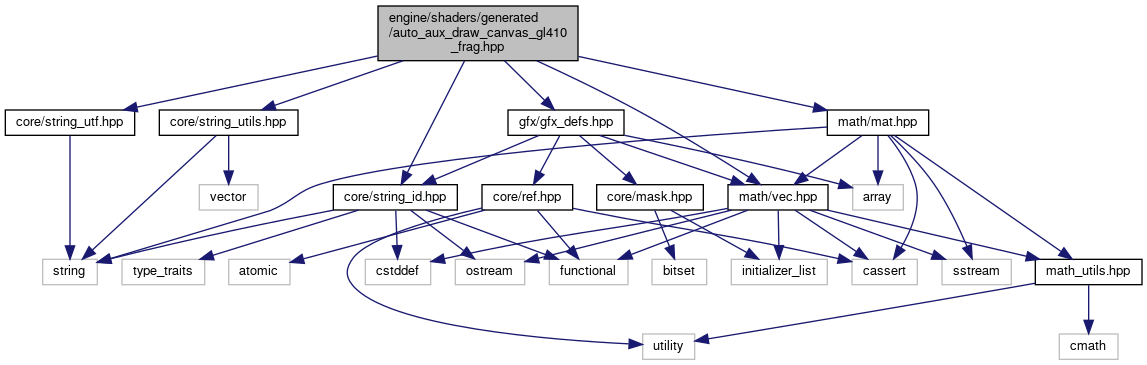 engine/shaders/generated
/auto_aux_draw_canvas_gl410
_frag.hpp
core/string_utf.hpp
core/string_utils.hpp
gfx/gfx_defs.hpp
math/mat.hpp
vector
core/string_id.hpp
core/ref.hpp
core/mask.hpp
math/vec.hpp
array
string
type_traits
atomic
cstddef
ostream
functional
bitset
initializer_list
cassert
sstream
math_utils.hpp
utility
cmath